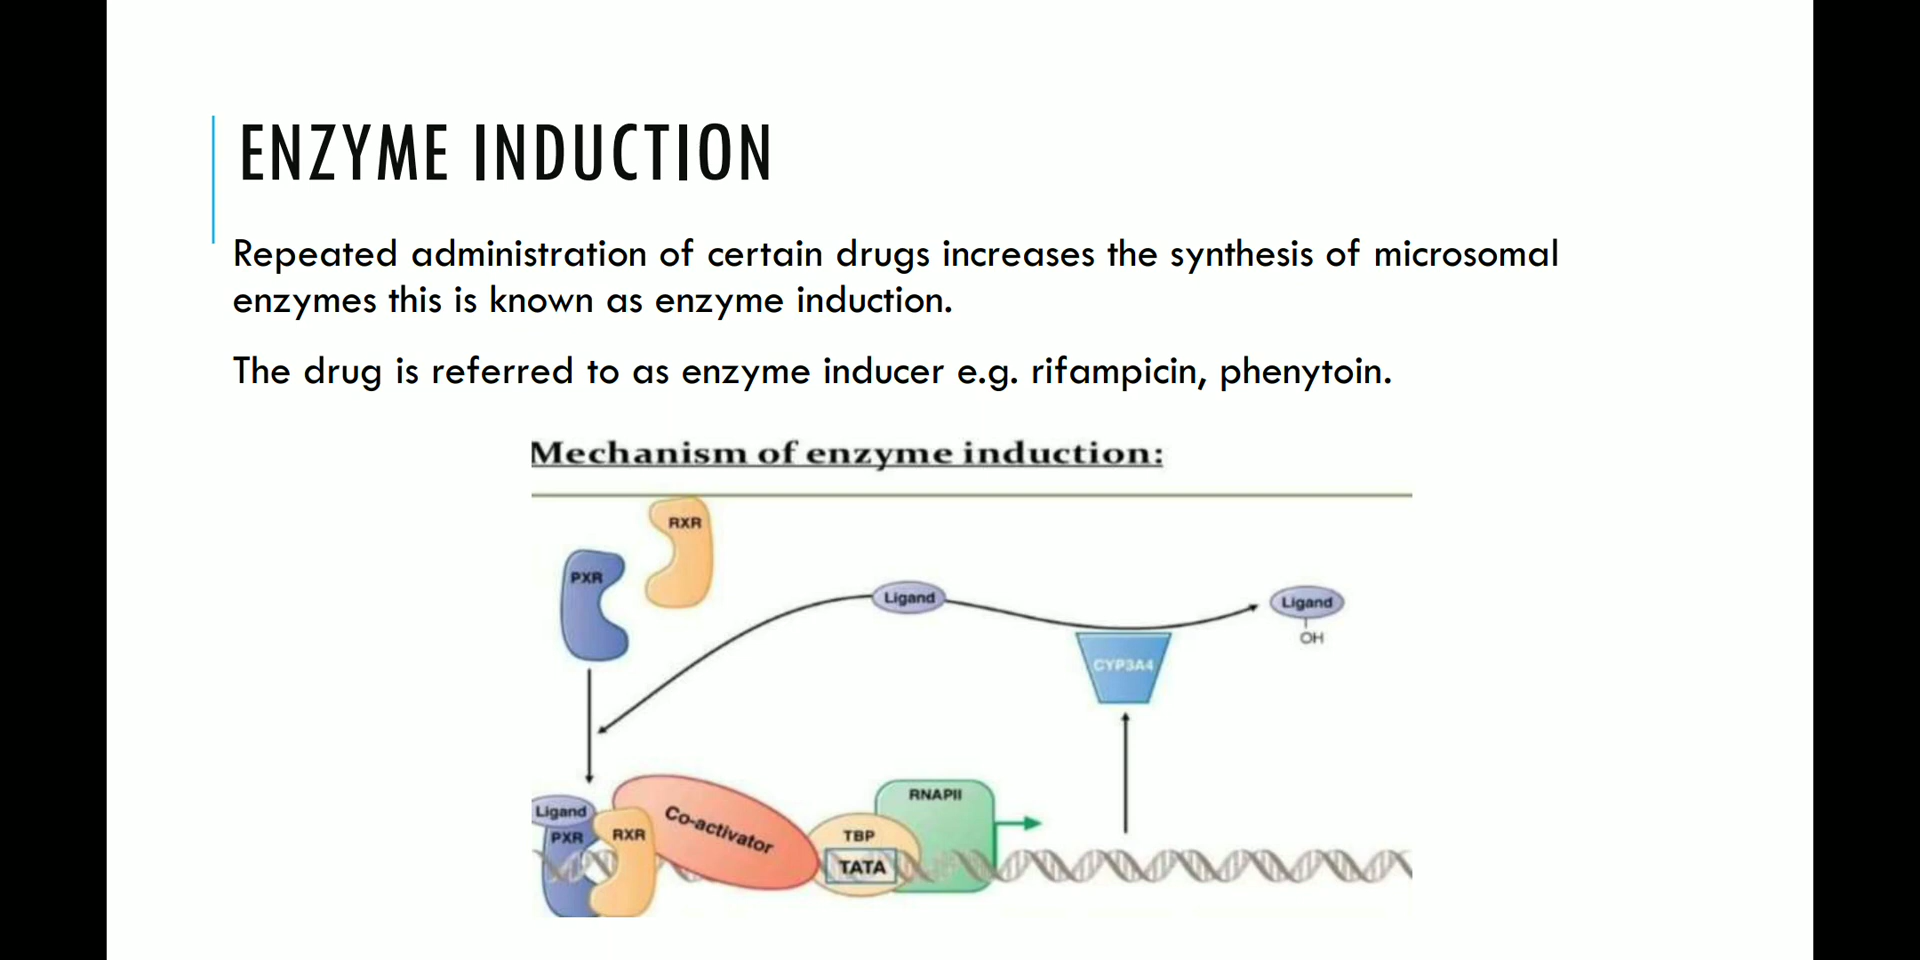 ENZYME INDUCTION
Repeated administration of certain drugs increases the synthesis of microsomal
enzymes this is known as enzyme induction.
The drug is referred to as enzyme inducer e.g. rifampicin, phenytoin.
Mechanism of enzyme induction:
RXR
PXR
Ligand
Ligand
OH
CYP3A4
Ligand
PXR
RXR
Co-activator
TBP
TATA
RNAPII